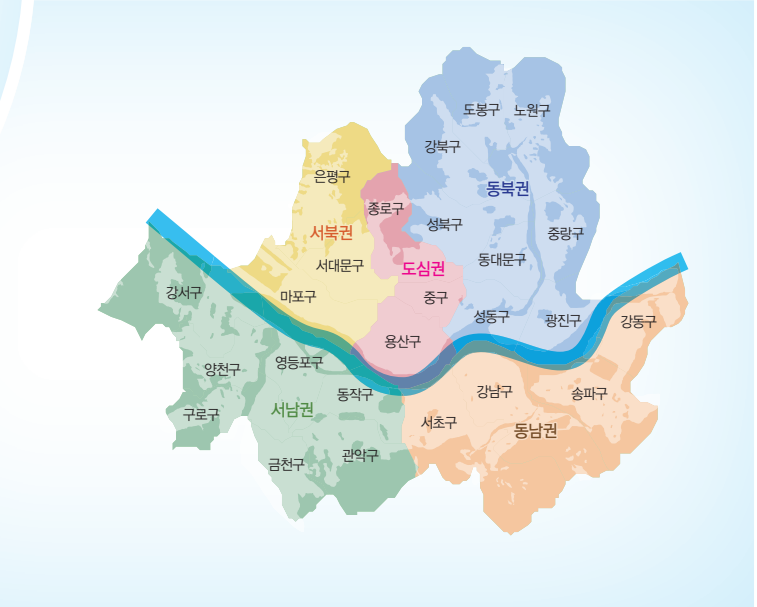 도봉구 노원구
강북구
은평구
동북권
종로구
성북구
서북권
중랑구
동대문구
서대문구
도심권
강서구
마포구
중구
성동구
광진구
강동구
용산구
영등포구
양천구
강남구
송파구
동작구
서남권
구로구
서초구
동남권
관악구
금천구